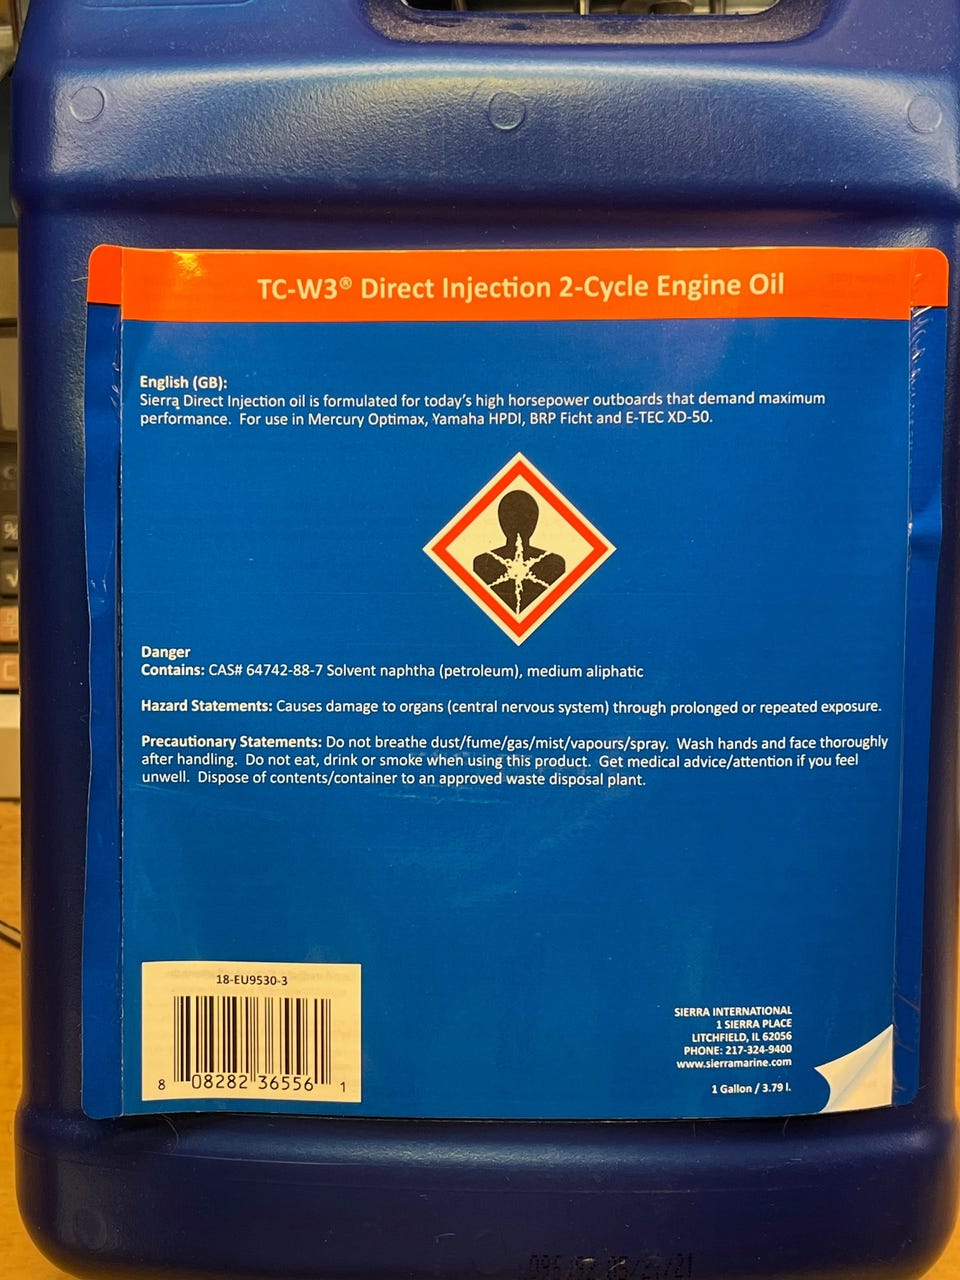 TC-W3® Direct Injection 2-Cycle Engine Oil
English (GB):
Sierra Direct Injection oil is formulated for today's high horsepower outboards that demand maximum
performance. For use in Mercury Optimax, Yamaha HPDI, BRP Ficht and E-TEC XD-50.
Danger
Contains: CAS# 64742-88-7 Solvent naphtha (petroleum), medium aliphatic
Hazard Statements: Causes damage to organs (central nervous system) through prolonged or repeated exposure.
Precautionary Statements: Do not breathe dust/fume/gas/mist/vapours/spray. Wash hands and face thoroughly
after handling. Do not eat, drink or smoke when using this product. Get medical advice/attention if you feel
unwell. Dispose of contents/container to an approved waste disposal plant.
18-EU9530-3
8 08282 36556 1
SIERRA INTERNATIONAL
1 SIERRA PLACE
LITCHFIELD, IL 62056
PHONE: 217-324-9400
www.sierramarine.com
1 Gallon / 3.79 l.